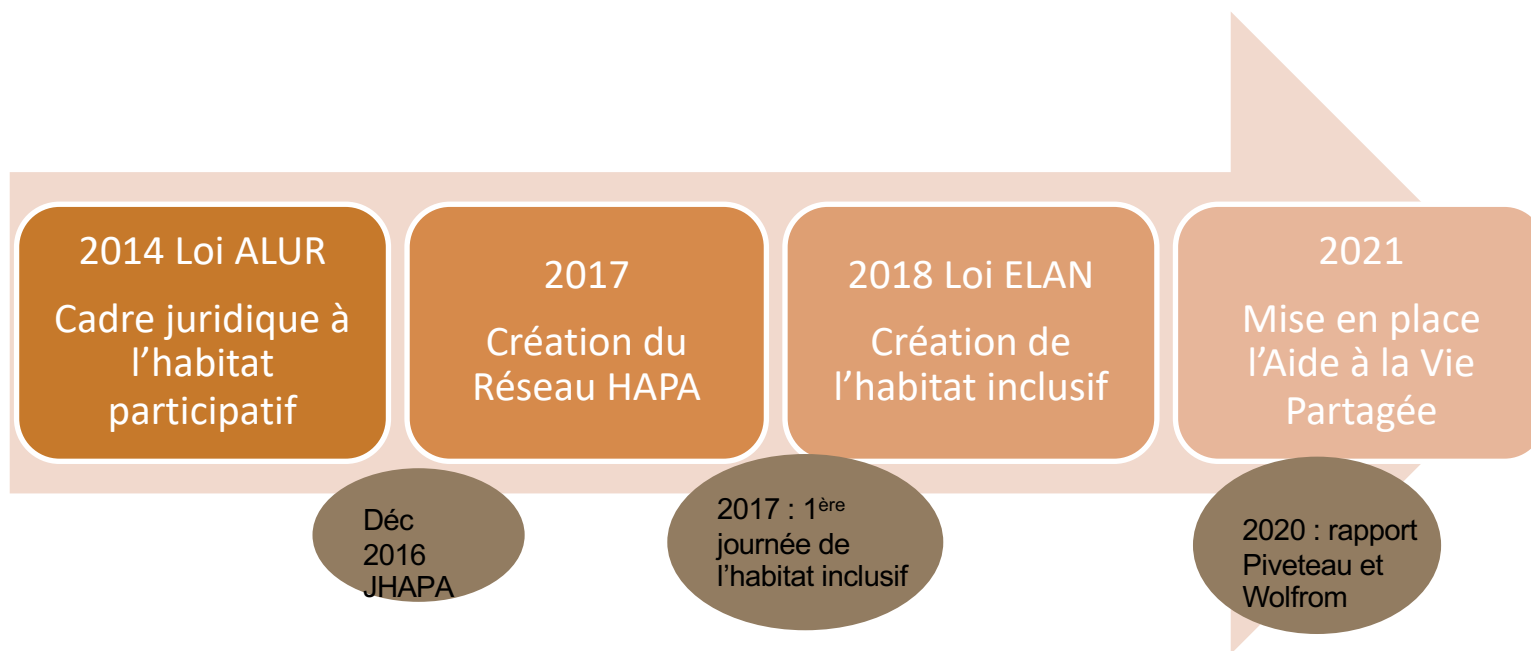 2014 Loi ALUR
Cadre juridique à
l’habitat
participatif
2017
Création du
Réseau HAPA
2018 Loi ELAN
Création de
l’habitat inclusif
2021
Mise en place
l’Aide à la Vie
Partagée
Déc
2016
JHAPA
2017 : 1ère
journée de
l’habitat inclusif
2020 : rapport
Piveteau et
Wolfrom